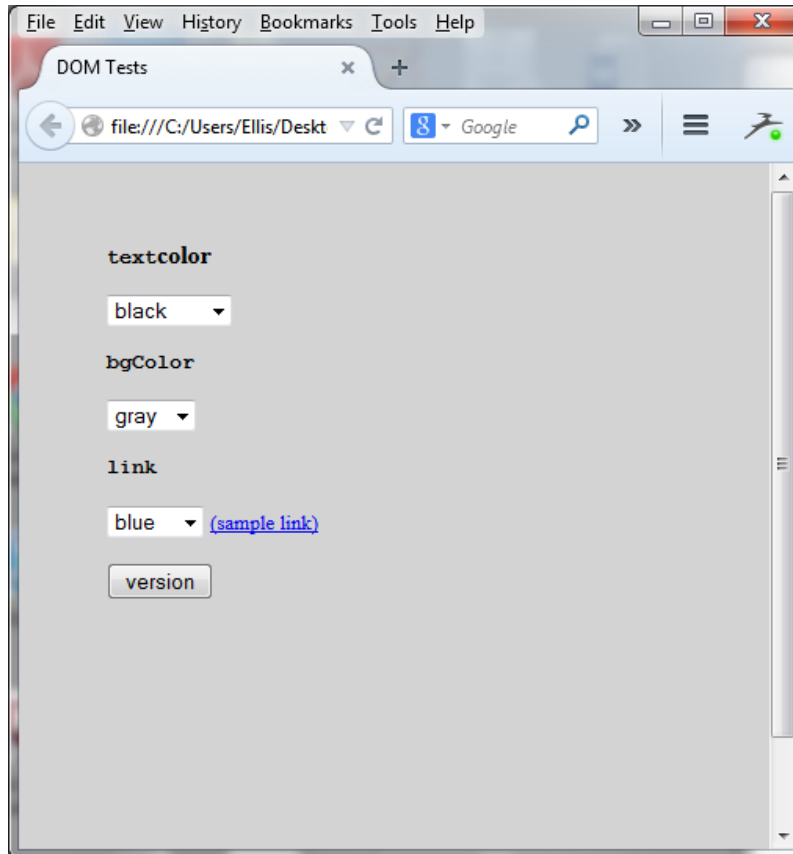 File Edit View History Bookmarks Tools Help
DOM Tests
file:///C:/Users/Ellis/Deskt 8 Google
textcolor
black
bgColor
gray
link
blue (sample link)
version